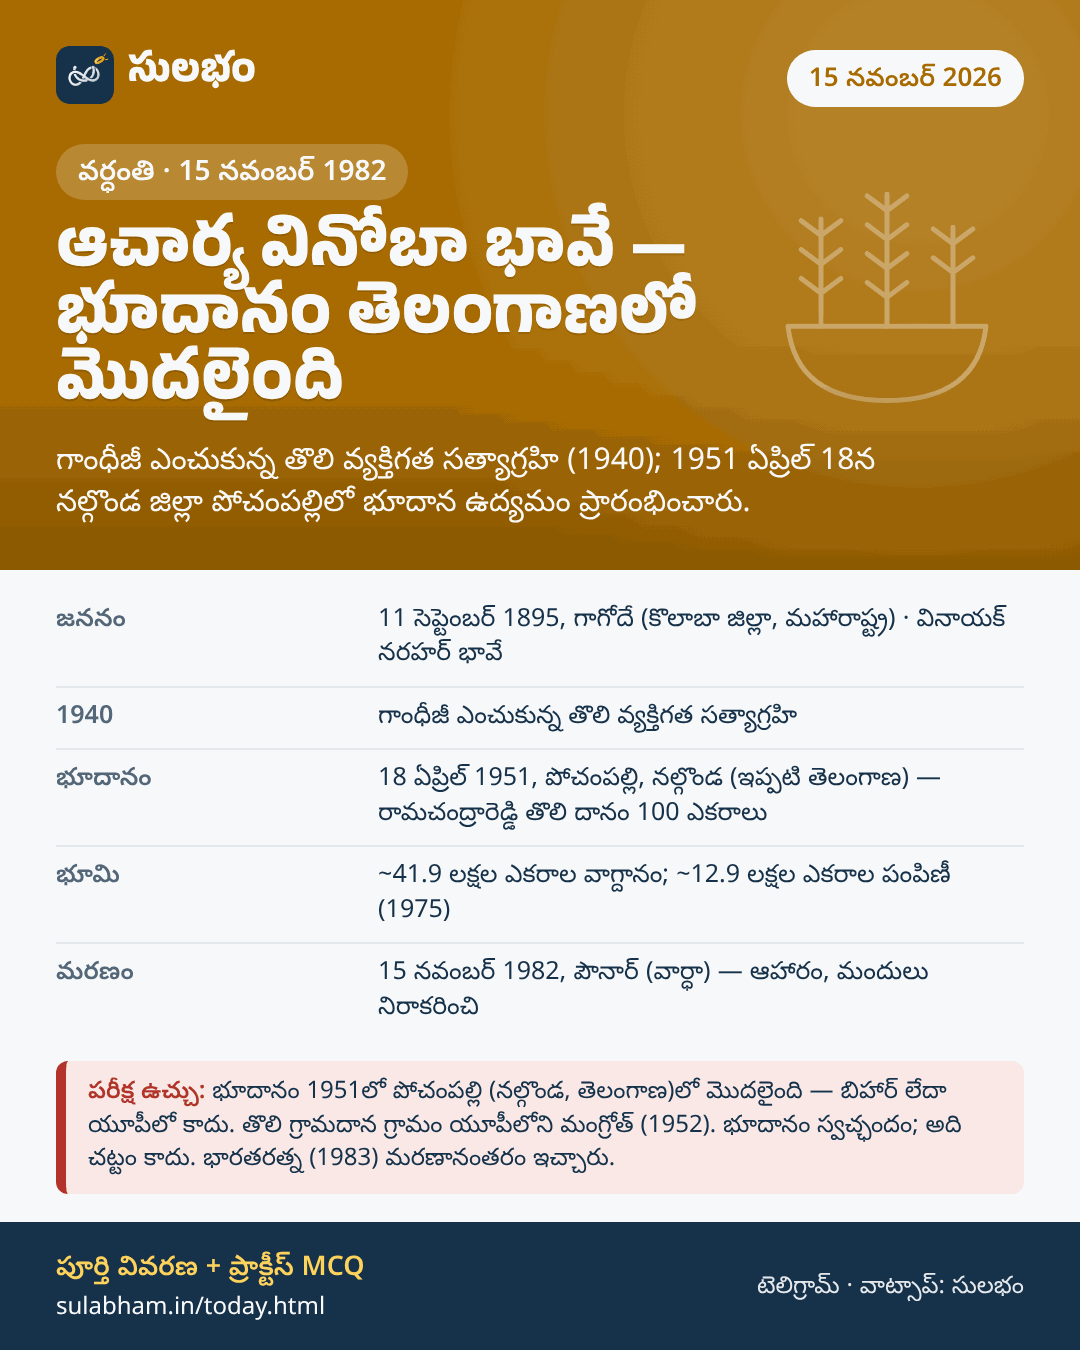 సులభం
15 నవంబర్ 2026
వర్ధంతి · 15 నవంబర్ 1982
ఆచార్య వినోబా భావే —
భూదానం తెలంగాణలో
మొదలైంది
గాంధీజీ ఎంచుకున్న తొలి వ్యక్తిగత సత్యాగ్రహి (1940); 1951 ఏప్రిల్ 18న
నల్గొండ జిల్లా పోచంపల్లిలో భూదాన ఉద్యమం ప్రారంభించారు.
జననం
11 సెప్టెంబర్ 1895, గాగోదే (కొలాబా జిల్లా, మహారాష్ట్ర) · వినాయక్
నరహర్ భావే
1940
గాంధీజీ ఎంచుకున్న తొలి వ్యక్తిగత సత్యాగ్రహి
భూదానం
18 ఏప్రిల్ 1951, పోచంపల్లి, నల్గొండ (ఇప్పటి తెలంగాణ) —
రామచంద్రారెడ్డి తొలి దానం 100 ఎకరాలు
భూమి
~41.9 లక్షల ఎకరాల వాగ్దానం; ~12.9 లక్షల ఎకరాల పంపిణీ
(1975)
మరణం
15 నవంబర్ 1982, పౌనార్ (వార్ధా) — ఆహారం, మందులు
నిరాకరించి
పరీక్ష ఉచ్చు: భూదానం 1951లో పోచంపల్లి (నల్గొండ, తెలంగాణ)లో మొదలైంది — బిహార్ లేదా
యూపీలో కాదు. తొలి గ్రామదాన గ్రామం యూపీలోని మంగ్రోత్ (1952). భూదానం స్వచ్ఛందం; అది
చట్టం కాదు. భారతరత్న (1983) మరణానంతరం ఇచ్చారు.
పూర్తి వివరణ + ప్రాక్టీస్ MCQ
sulabham.in/today.html
టెలిగ్రామ్ · వాట్సాప్: సులభం